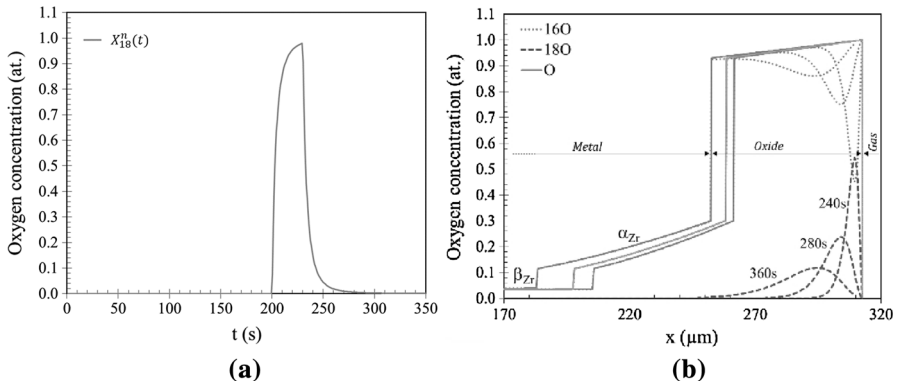 1.1
1.0
0.9
0.8
0.7
0.6
0.5
0.4
0.3
0.2
0.1
0.0
Oxygen concentration (at.)
X₁₈ⁿ(t)
0 50 100 150 200 250 300 350
t (s)
(a)
1.1
1.0
0.9
0.8
0.7
0.6
0.5
0.4
0.3
0.2
0.1
0.0
Oxygen concentration (at.)
16O
18O
O
Metal Oxide Gas
240s
αZr
280s
βZr 360s
170 220 270 320
x (µm)
(b)